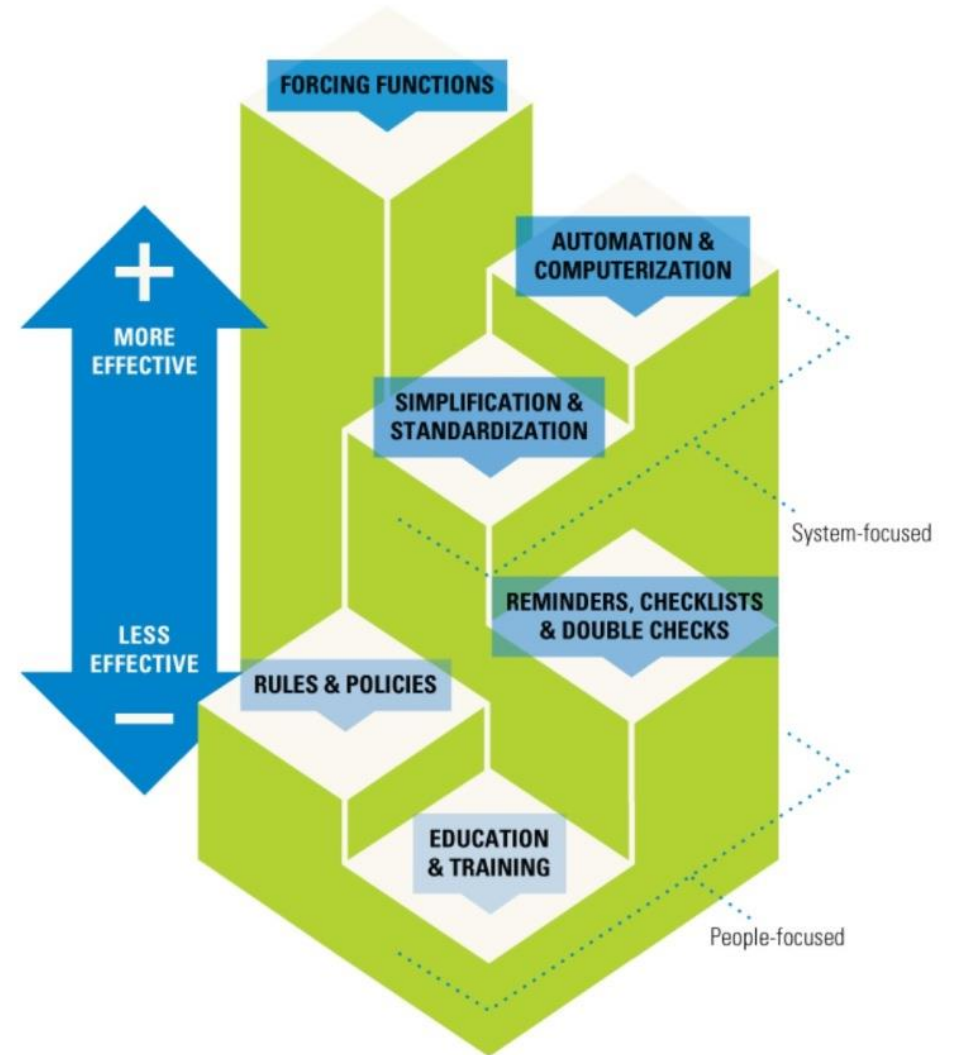 FORCING FUNCTIONS
AUTOMATION &
COMPUTERIZATION
+
MORE
EFFECTIVE
SIMPLIFICATION &
STANDARDIZATION
System-focused
REMINDERS, CHECKLISTS
& DOUBLE CHECKS
LESS
EFFECTIVE
–
RULES & POLICIES
EDUCATION
& TRAINING
People-focused